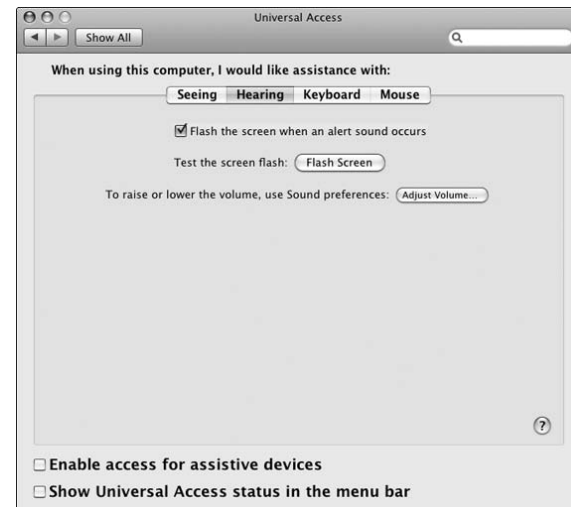 Universal Access
Show All
When using this computer, I would like assistance with:
Seeing Hearing Keyboard Mouse
Flash the screen when an alert sound occurs
Test the screen flash: Flash Screen
To raise or lower the volume, use Sound preferences: Adjust Volume...
?
Enable access for assistive devices
Show Universal Access status in the menu bar